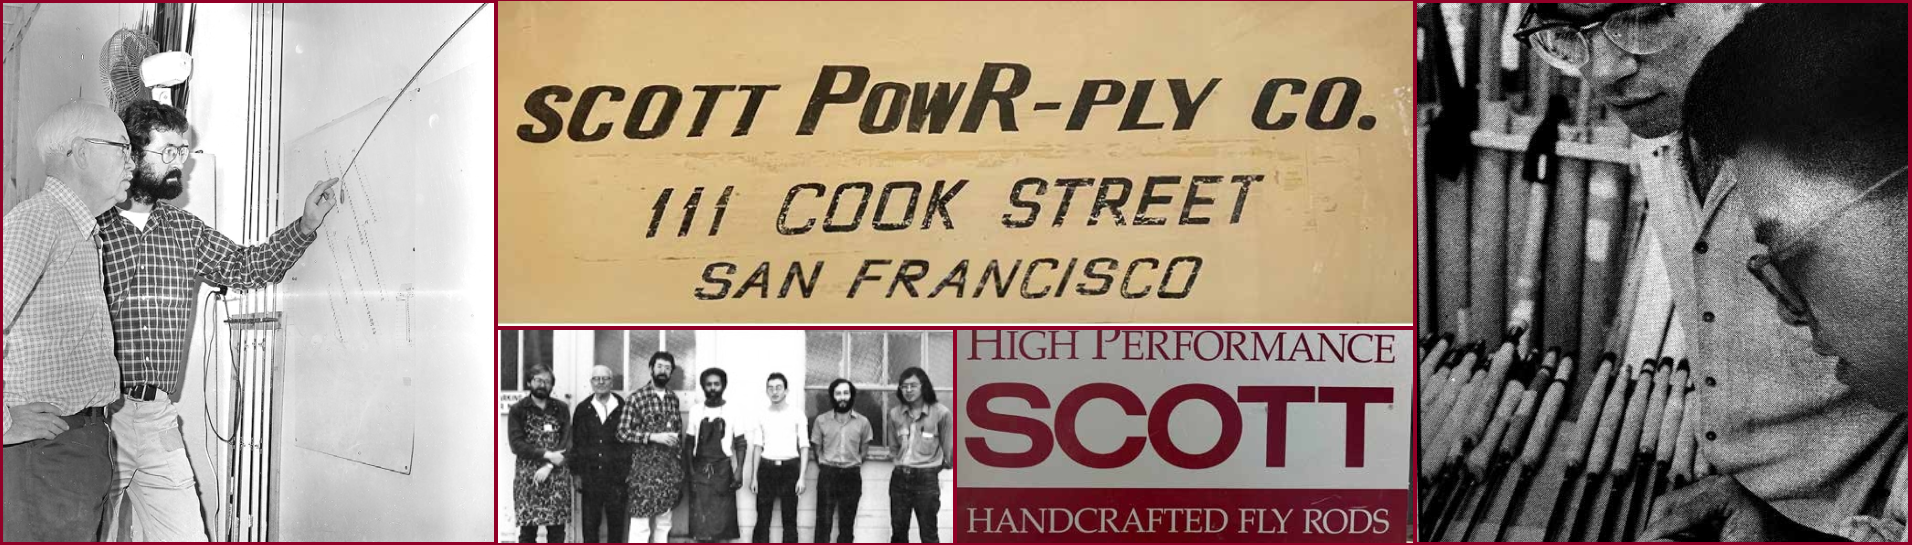 SCOTT POWR-PLY CO.
111 COOK STREET
SAN FRANCISCO
HIGH PERFORMANCE
SCOTT
HANDCRAFTED FLY RODS